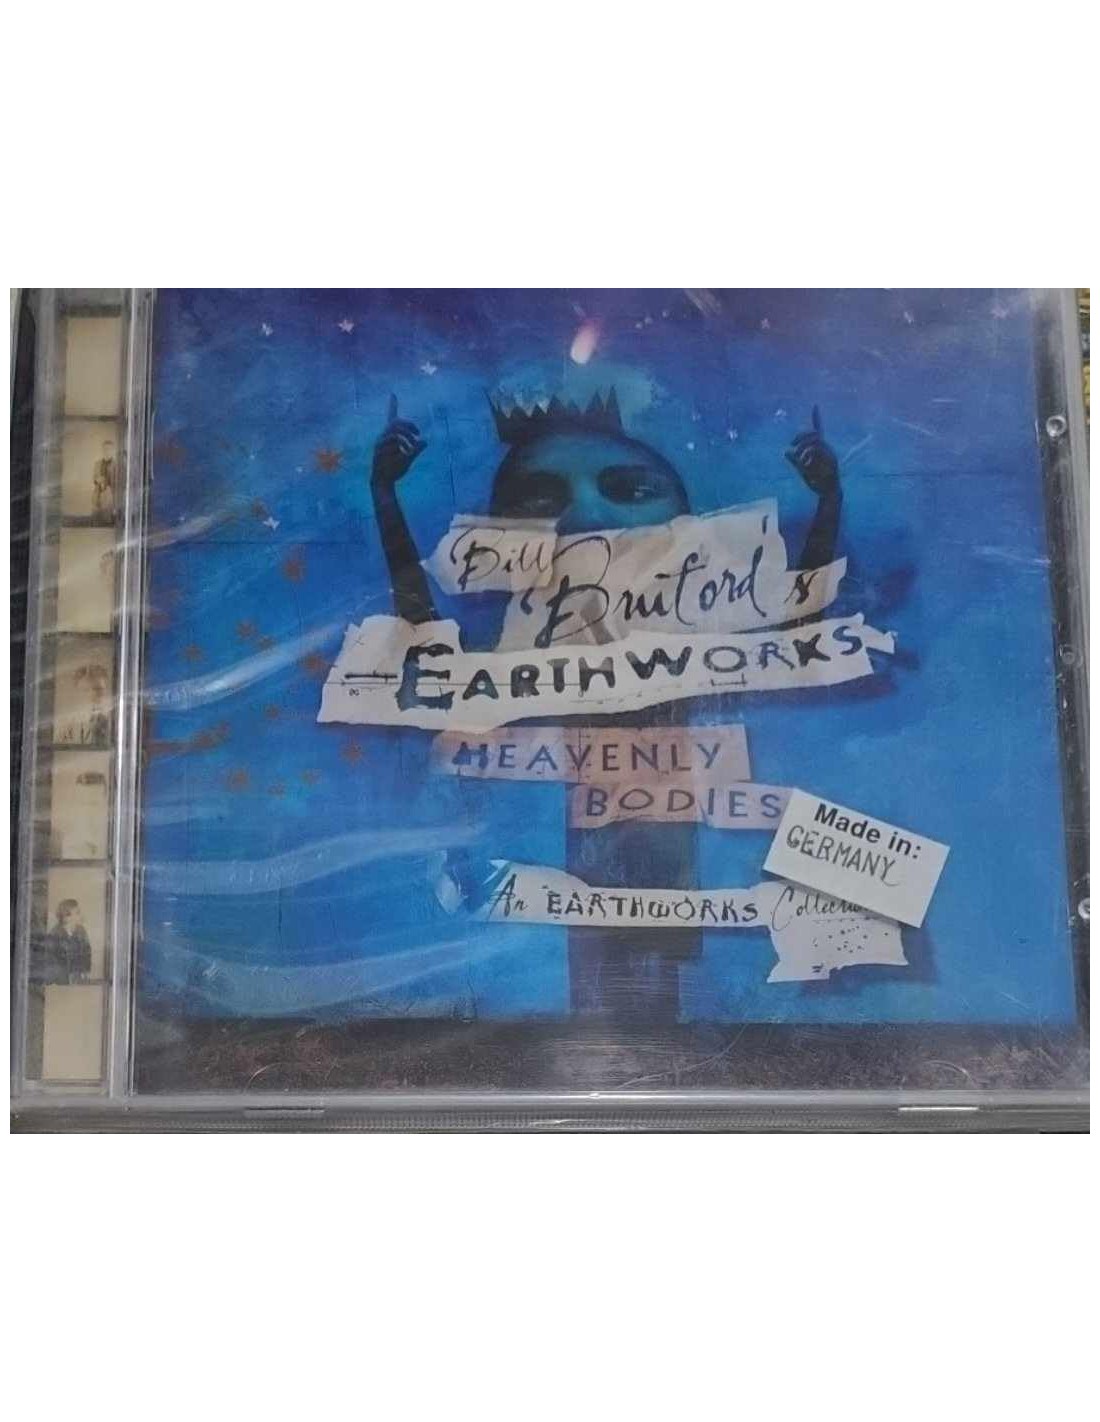 Bill
Bruford's
EARTHWORKS
HEAVENLY
BODIES
Made in:
GERMANY
An EARTHWORKS